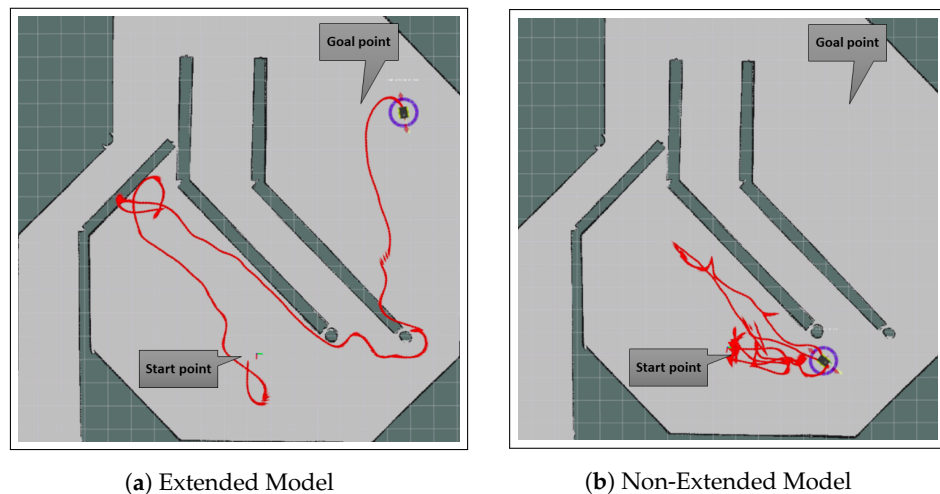 Goal point
Start point
Goal point
Start point
(a) Extended Model
(b) Non-Extended Model